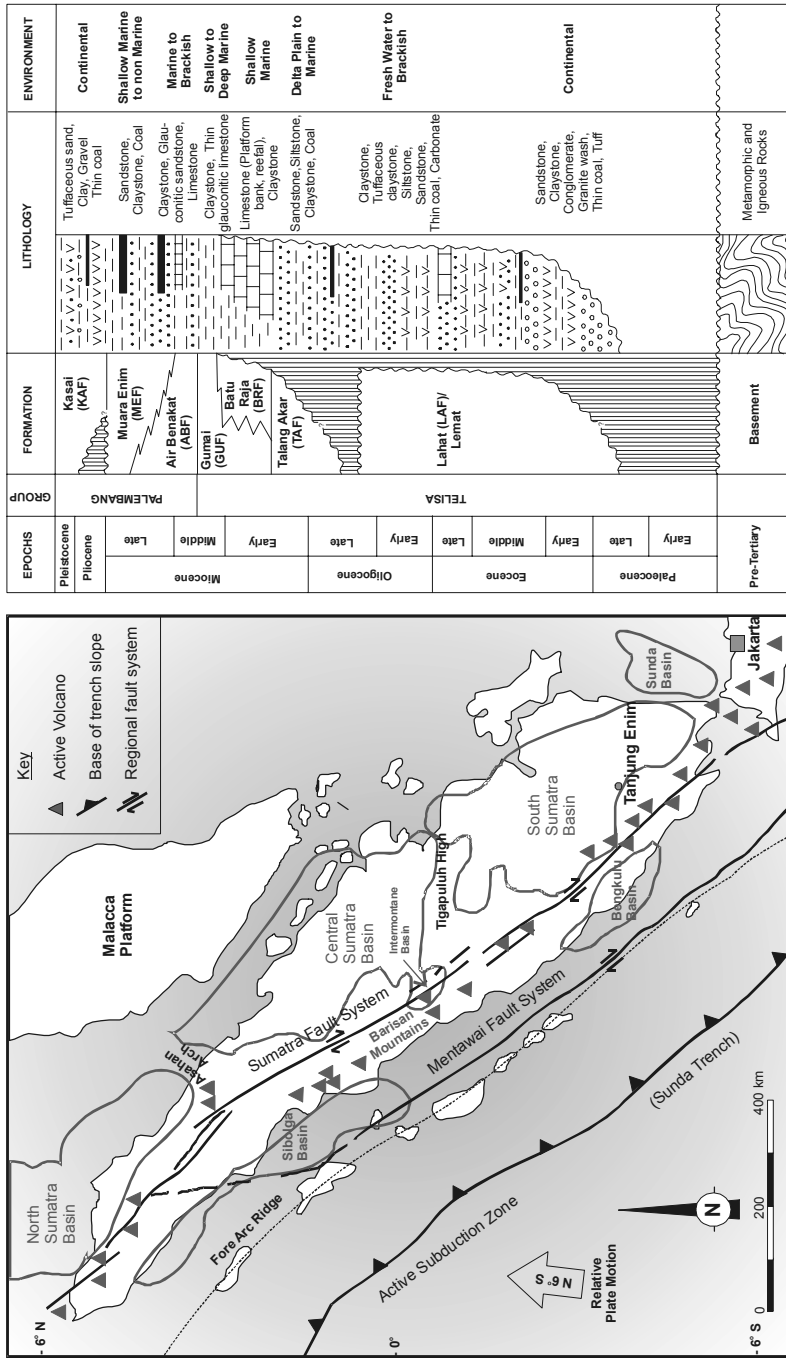 Key
Active Volcano
Base of trench slope
Regional fault system
Malacca
Platform
North
Sumatra
Basin
Asahan
Arch
Central
Sumatra
Basin
Sumatra Fault System
Intermontane
Basin
Tigapuluh High
Barisan
Mountains
Sibolga
Basin
Mentawai Fault System
South
Sumatra
Basin
Tanjung Enim
Bengkulu
Basin
Sunda
Basin
Jakarta
Fore Arc Ridge
Active Subduction Zone
(Sunda Trench)
N 6° S
Relative
Plate Motion
N
0 200 400 km
- 6° N
- 0°
- 6° S
EPOCHS GROUP FORMATION LITHOLOGY ENVIRONMENT
Pleistocene
Pliocene
Miocene
Late
Middle
Early
Oligocene
Late
Early
Eocene
Late
Middle
Early
Paleocene
Late
Early
Pre-Tertiary
PALEMBANG
TELISA
Kasai
(KAF)
?
Muara Enim
(MEF)
Air Benakat
(ABF)
Gumai
(GUF)
Batu
Raja
(BRF)
Talang Akar
(TAF)
?
Lahat (LAF)/
Lemat
?
Basement
Tuffaceous sand,
Clay, Gravel
Thin coal
Sandstone,
Claystone, Coal
Claystone, Glau-
conitic sandstone,
Limestone
Claystone, Thin
glauconitic limestone
Limestone (Platform
bank, reefal),
Claystone
Sandstone,Siltstone,
Claystone, Coal
Claystone,
Tuffaceous
claystone,
Siltstone,
Sandstone,
Thin coal, Carbonate
Sandstone,
Claystone,
Conglomerate,
Granite wash,
Thin coal, Tuff
Metamorphic and
Igneous Rocks
Continental
Shallow Marine
to non Marine
Marine to
Brackish
Shallow to
Deep Marine
Shallow
Marine
Delta Plain to
Marine
Fresh Water to
Brackish
Continental